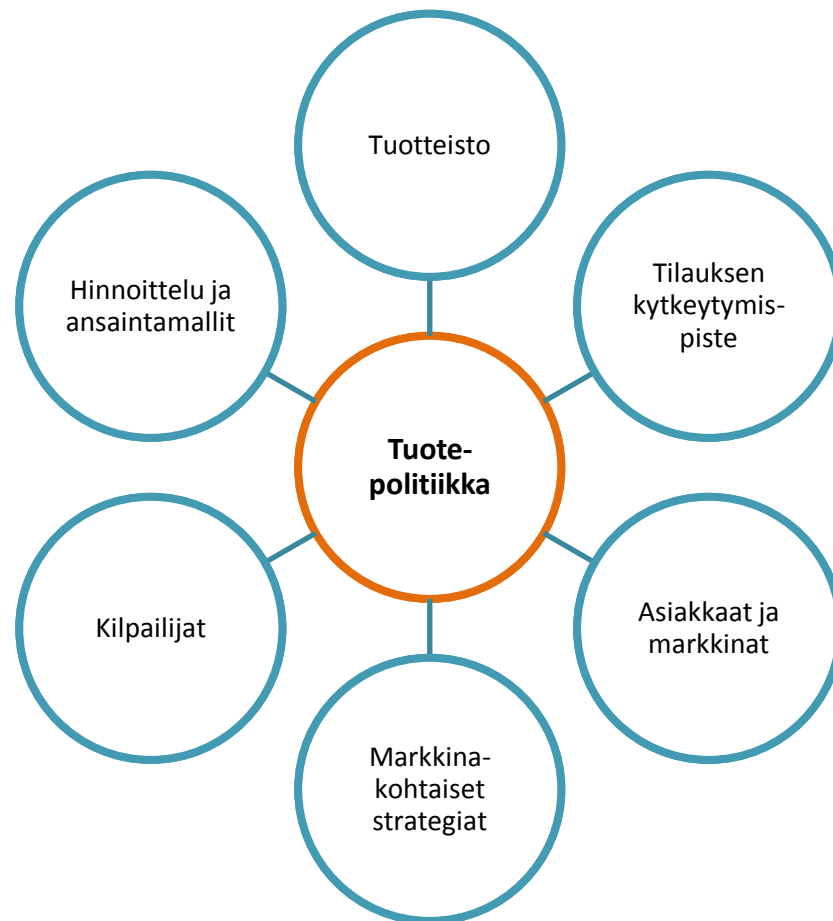 Tuotteisto
Hinnoittelu ja
ansaintamallit
Tilauksen
kytkeytymis-
piste
Tuote-
politiikka
Kilpailijat
Asiakkaat ja
markkinat
Markkina-
kohtaiset
strategiat